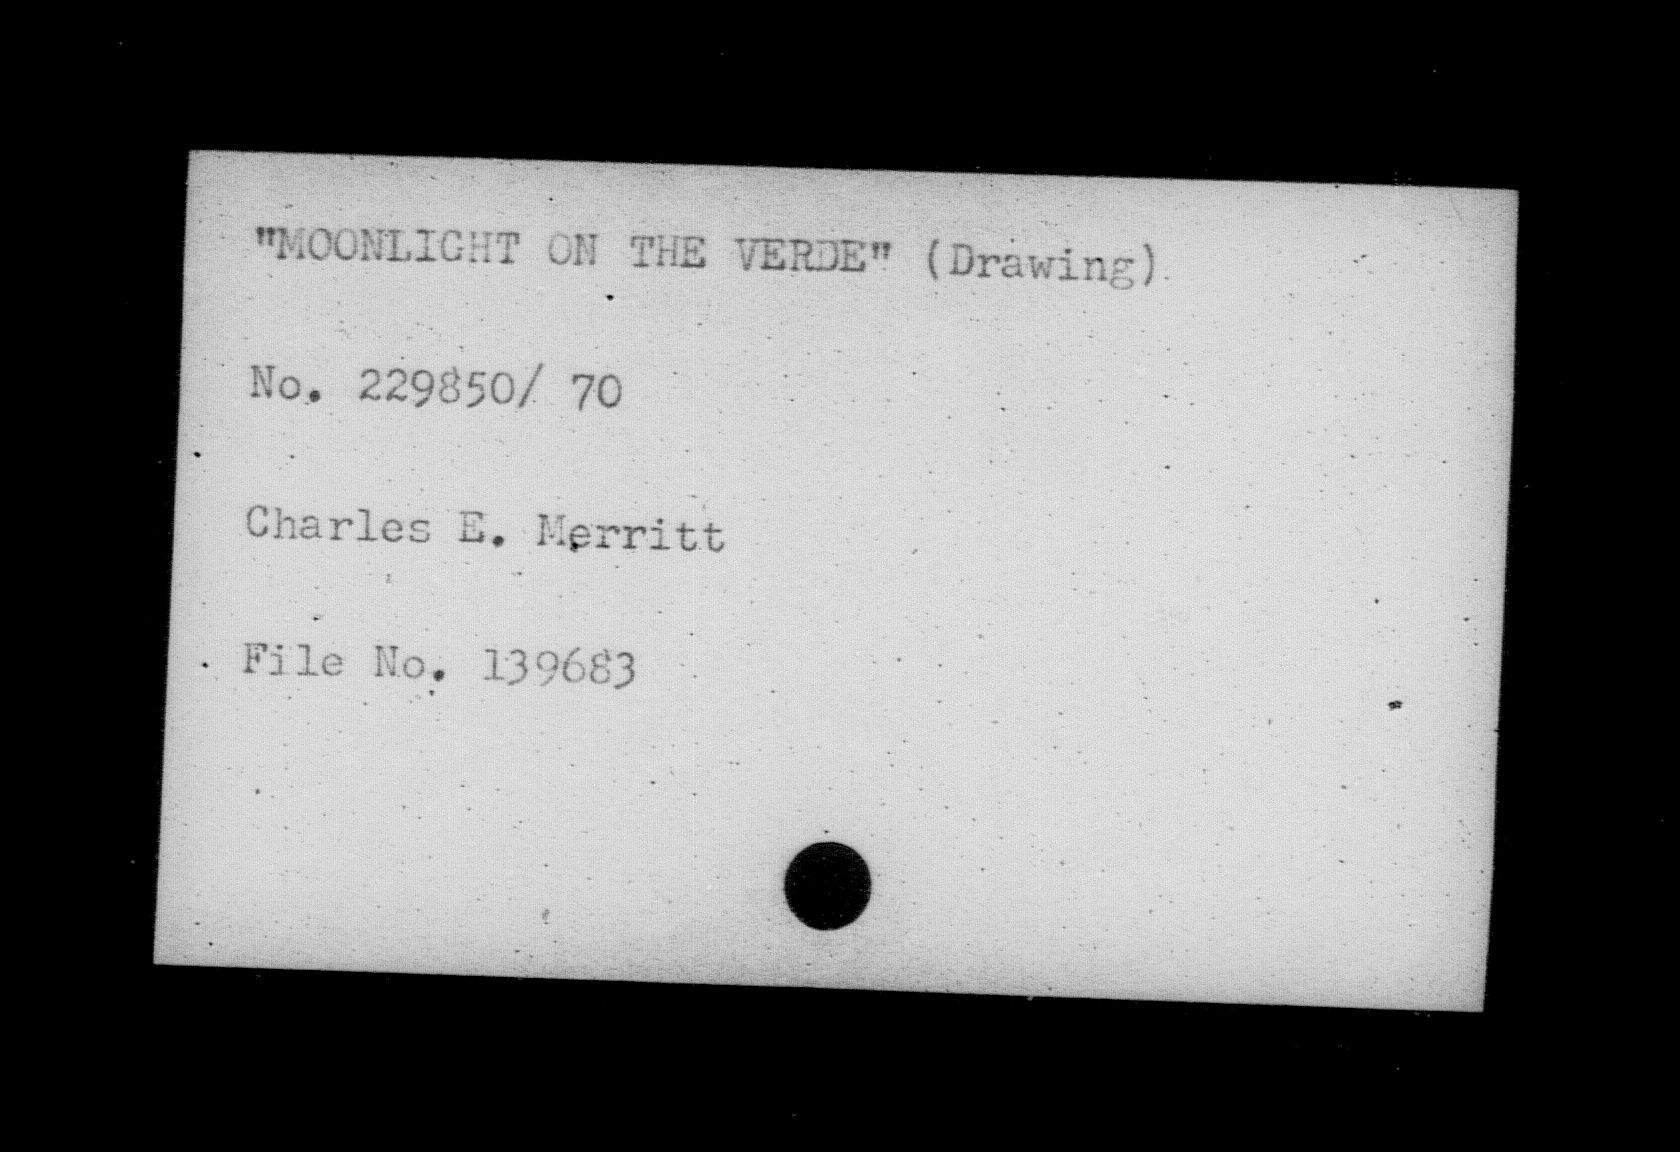 "MOONLIGHT ON THE VERDE" (Drawing)
No. 229850/ 70
Charles E. Merritt
File No. 139683